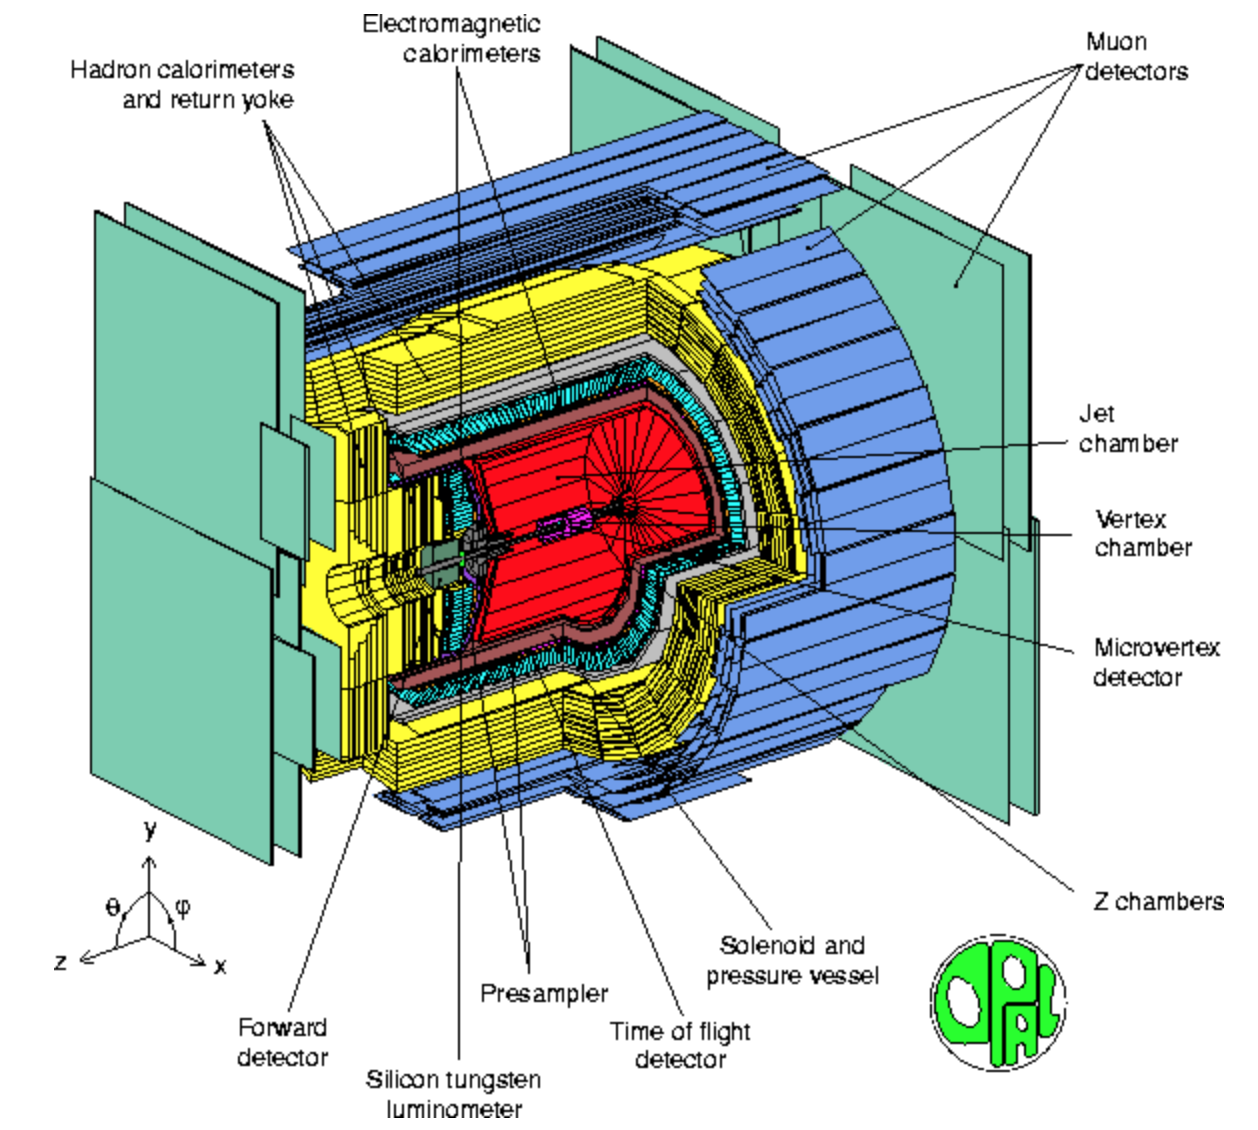 Electromagnetic
calorimeters
Hadron calorimeters
and return yoke
Muon
detectors
Jet
chamber
Vertex
chamber
Microvertex
detector
Z chambers
y
θ
φ
z
x
Solenoid and
pressure vessel
Presampler
Forward
detector
Time of flight
detector
Silicon tungsten
luminometer
OPAL